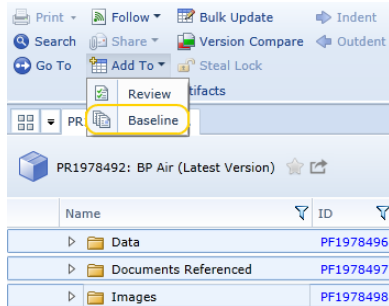 Print Follow Bulk Update Indent
Search Share Version Compare Outdent
Go To Add To Steal Lock
Review tifacts
PR Baseline
PR1978492: BP Air (Latest Version)
Name ID
Data PF1978496
Documents Referenced PF1978497
Images PF1978498